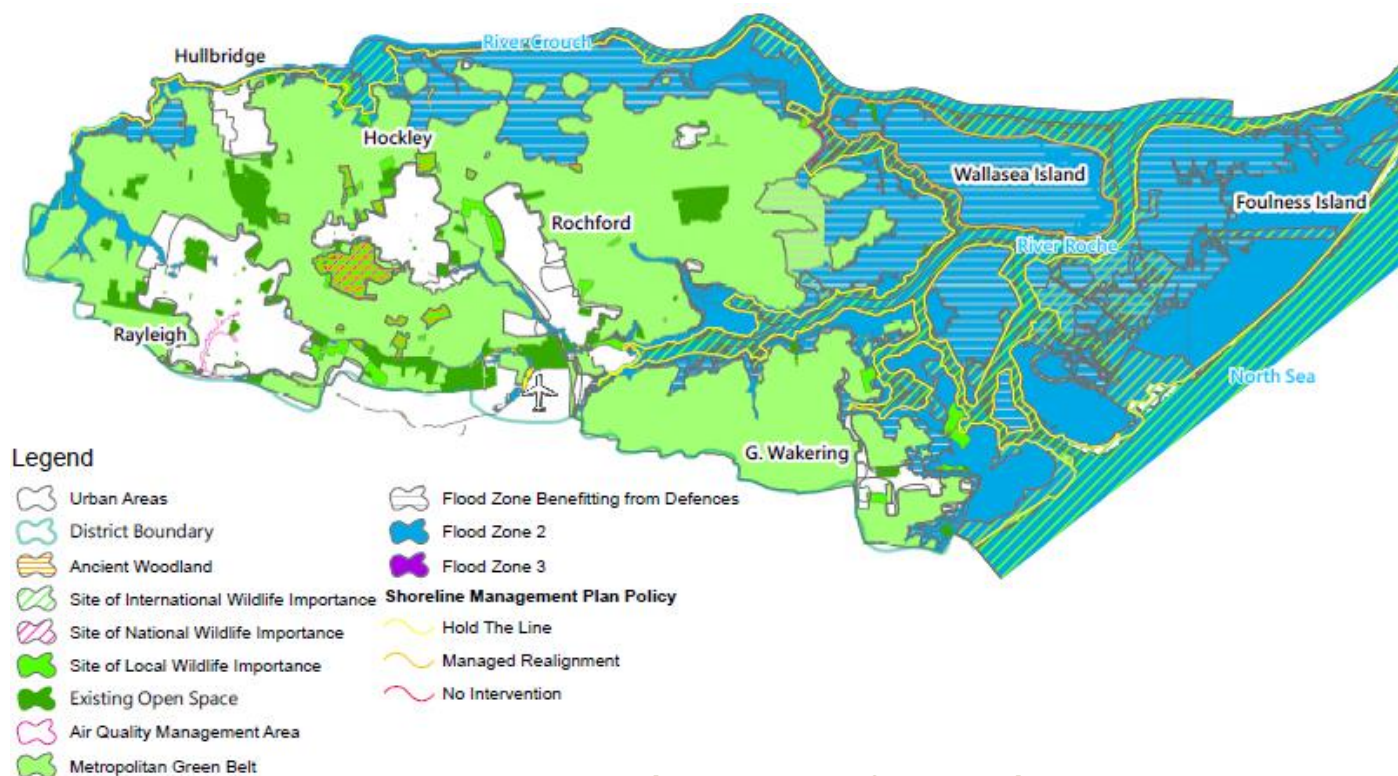 River Crouch
Hullbridge
Hockley
Wallasea Island
Foulness Island
Rochford
River Roche
Rayleigh
North Sea
G. Wakering
Legend
Urban Areas
District Boundary
Ancient Woodland
Site of International Wildlife Importance
Site of National Wildlife Importance
Site of Local Wildlife Importance
Existing Open Space
Air Quality Management Area
Metropolitan Green Belt
Flood Zone Benefitting from Defences
Flood Zone 2
Flood Zone 3
Shoreline Management Plan Policy
Hold The Line
Managed Realignment
No Intervention